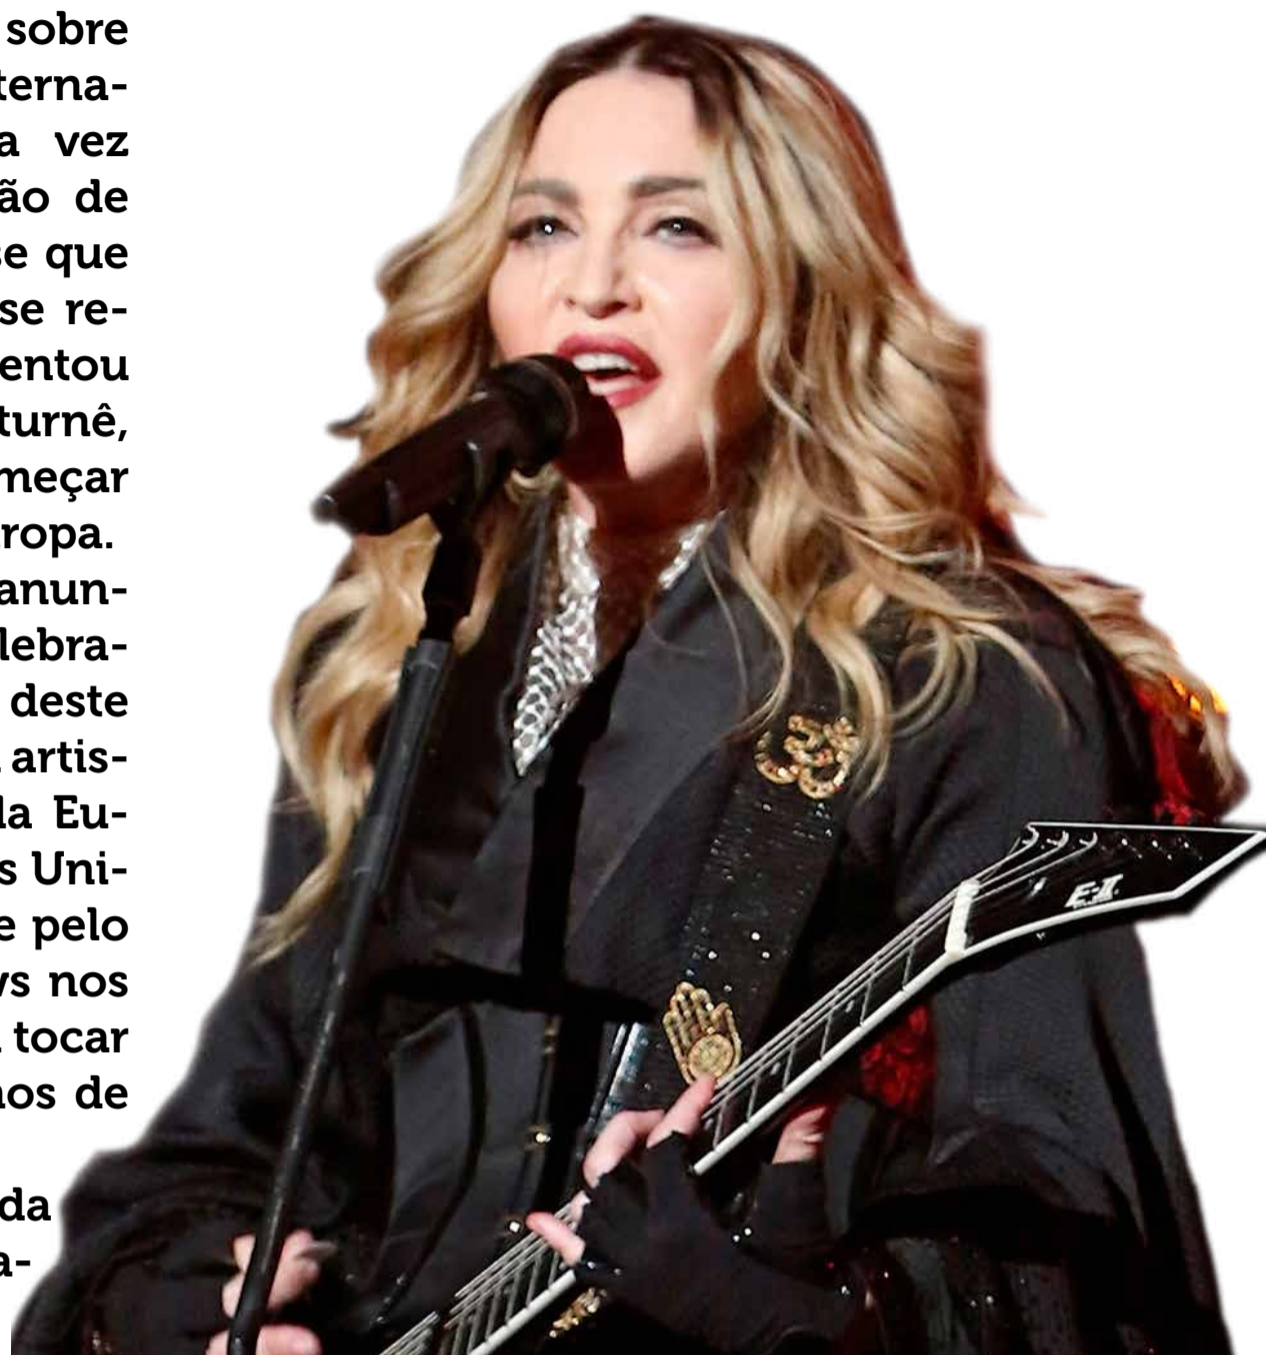 sobre
terna-
a vez
ão de
se que
se re-
entou
turnê,
meçar
ropa.
anun-
lebra-
deste
artis-
la Eu-
s Uni-
e pelo
vs nos
tocar
nos de
da
a-
E-II